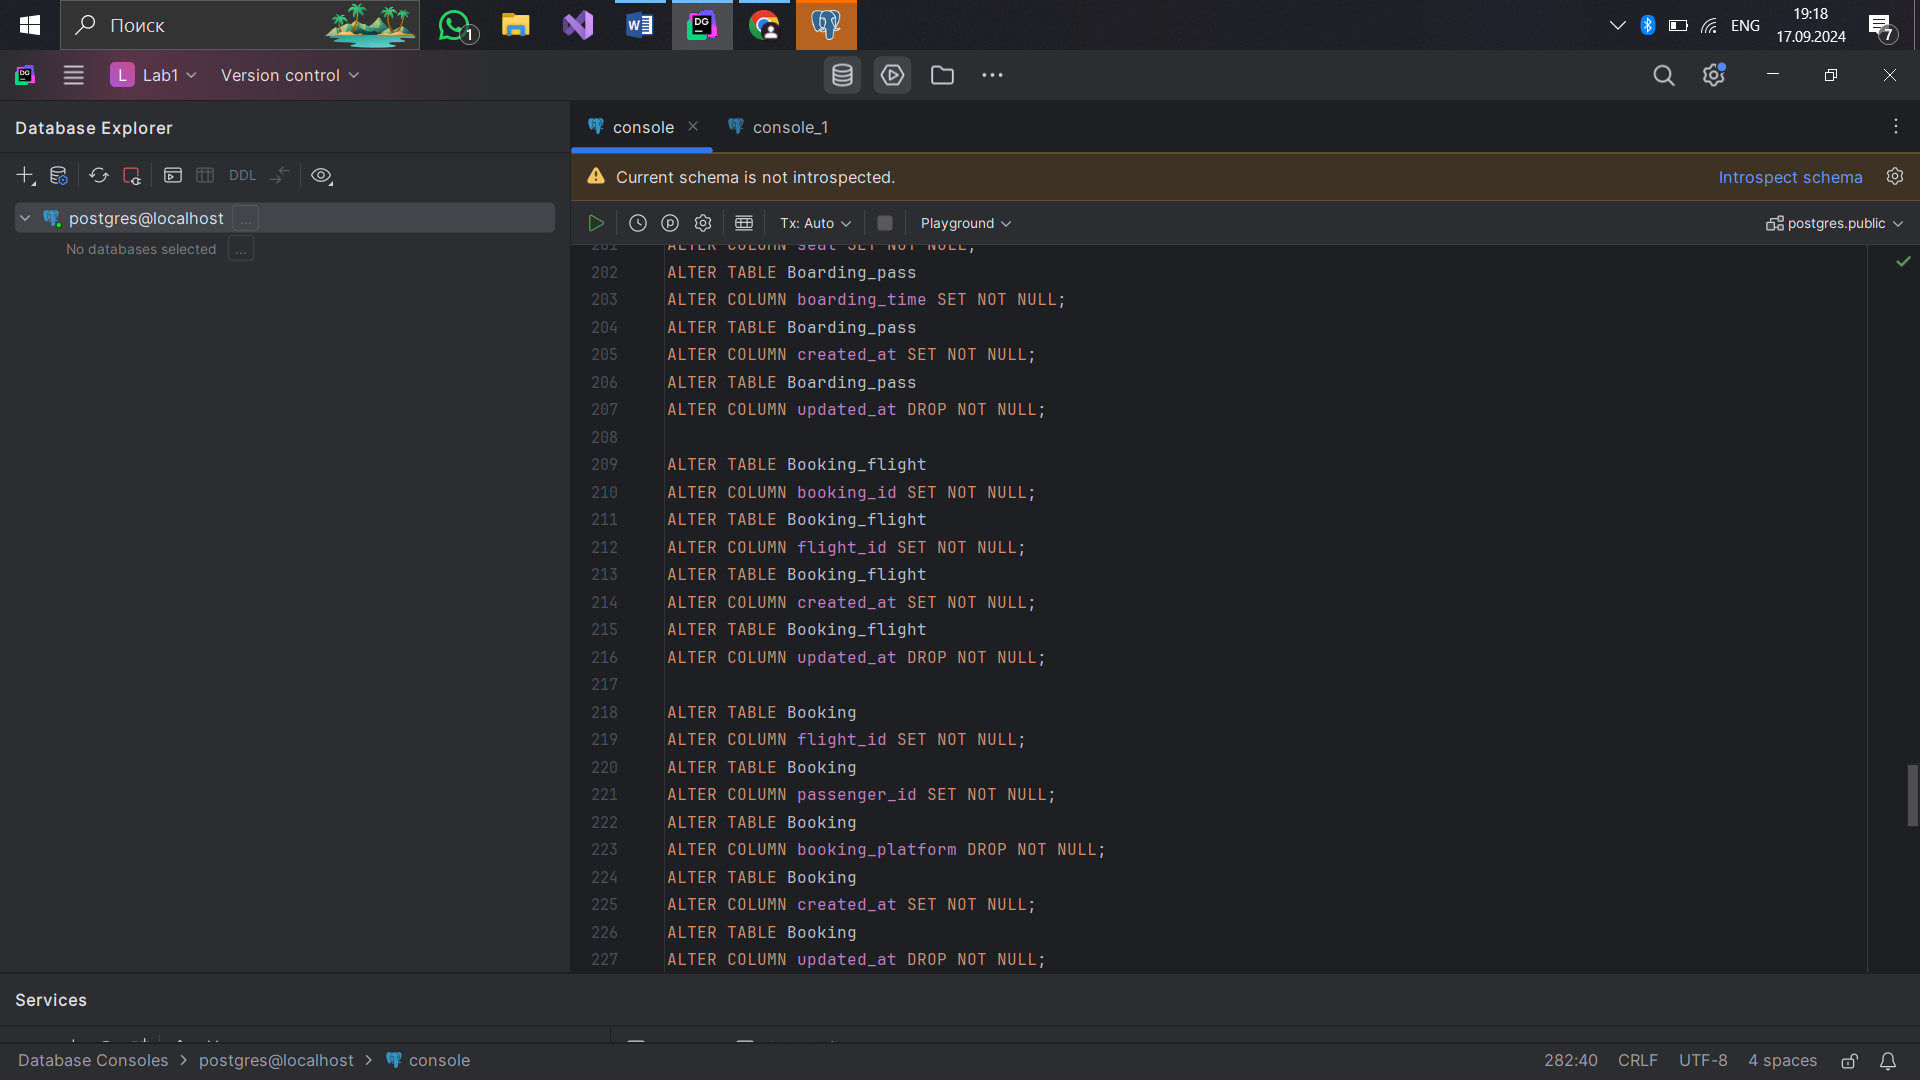 Поиск
1
ENG
19:18
17.09.2024
7
L Lab1
Version control
Database Explorer
console
console_1
Current schema is not introspected.
Introspect schema
DDL
postgres@localhost ...
No databases selected ...
Tx: Auto
Playground
postgres.public
201 ALTER COLUMN seat SET NOT NULL;
202 ALTER TABLE Boarding_pass
203 ALTER COLUMN boarding_time SET NOT NULL;
204 ALTER TABLE Boarding_pass
205 ALTER COLUMN created_at SET NOT NULL;
206 ALTER TABLE Boarding_pass
207 ALTER COLUMN updated_at DROP NOT NULL;
208
209 ALTER TABLE Booking_flight
210 ALTER COLUMN booking_id SET NOT NULL;
211 ALTER TABLE Booking_flight
212 ALTER COLUMN flight_id SET NOT NULL;
213 ALTER TABLE Booking_flight
214 ALTER COLUMN created_at SET NOT NULL;
215 ALTER TABLE Booking_flight
216 ALTER COLUMN updated_at DROP NOT NULL;
217
218 ALTER TABLE Booking
219 ALTER COLUMN flight_id SET NOT NULL;
220 ALTER TABLE Booking
221 ALTER COLUMN passenger_id SET NOT NULL;
222 ALTER TABLE Booking
223 ALTER COLUMN booking_platform DROP NOT NULL;
224 ALTER TABLE Booking
225 ALTER COLUMN created_at SET NOT NULL;
226 ALTER TABLE Booking
227 ALTER COLUMN updated_at DROP NOT NULL;
Services
Database Consoles > postgres@localhost > console
282:40 CRLF UTF-8 4 spaces